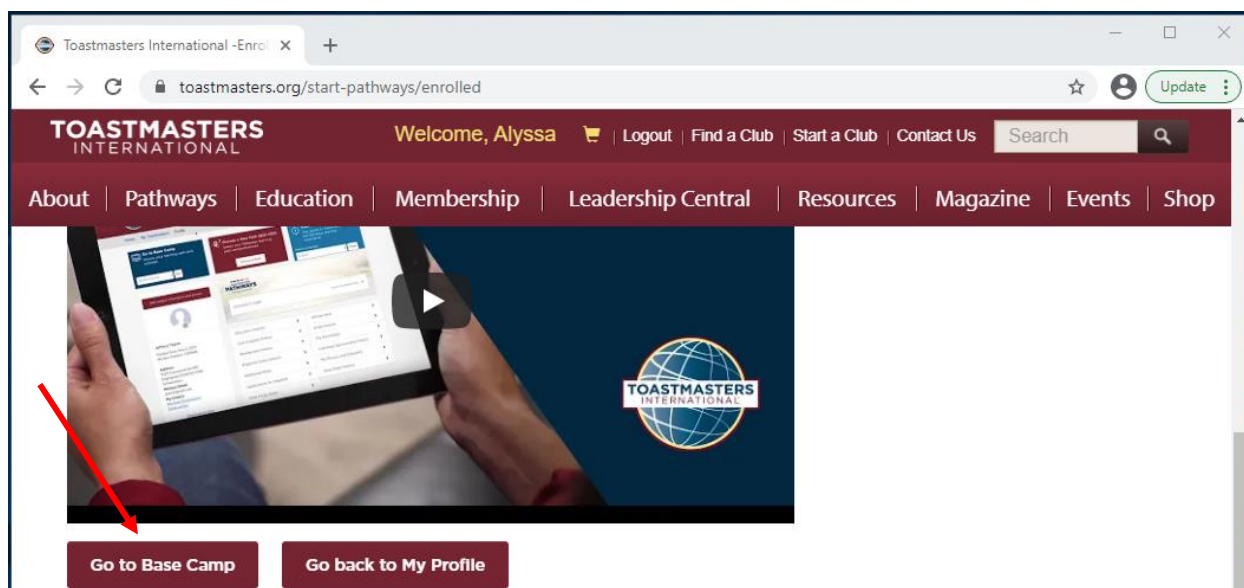 Toastmasters International -Enrol
toastmasters.org/start-pathways/enrolled
Update
TOASTMASTERS
INTERNATIONAL
Welcome, Alyssa
Logout | Find a Club | Start a Club | Contact Us
Search
About | Pathways | Education | Membership | Leadership Central | Resources | Magazine | Events | Shop
PATHWAYS
TOASTMASTERS
INTERNATIONAL
Go to Base Camp
Go back to My Profile